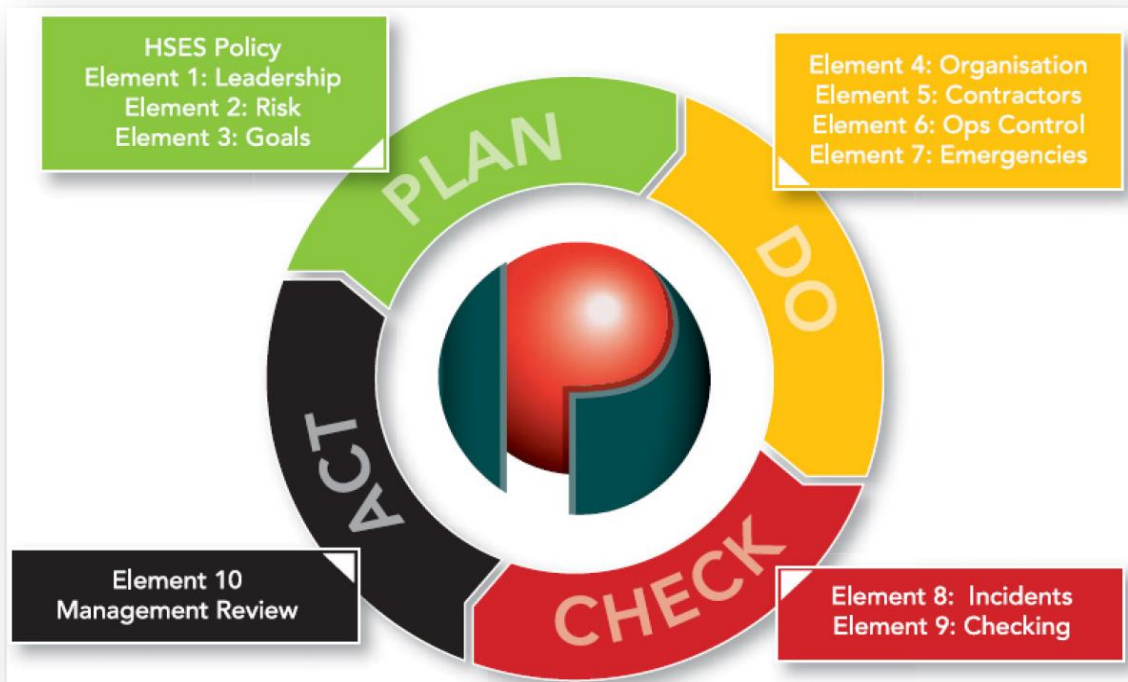 HSES Policy
Element 1: Leadership
Element 2: Risk
Element 3: Goals
Element 4: Organisation
Element 5: Contractors
Element 6: Ops Control
Element 7: Emergencies
PLAN
DO
ACT
CHECK
Element 10
Management Review
Element 8: Incidents
Element 9: Checking